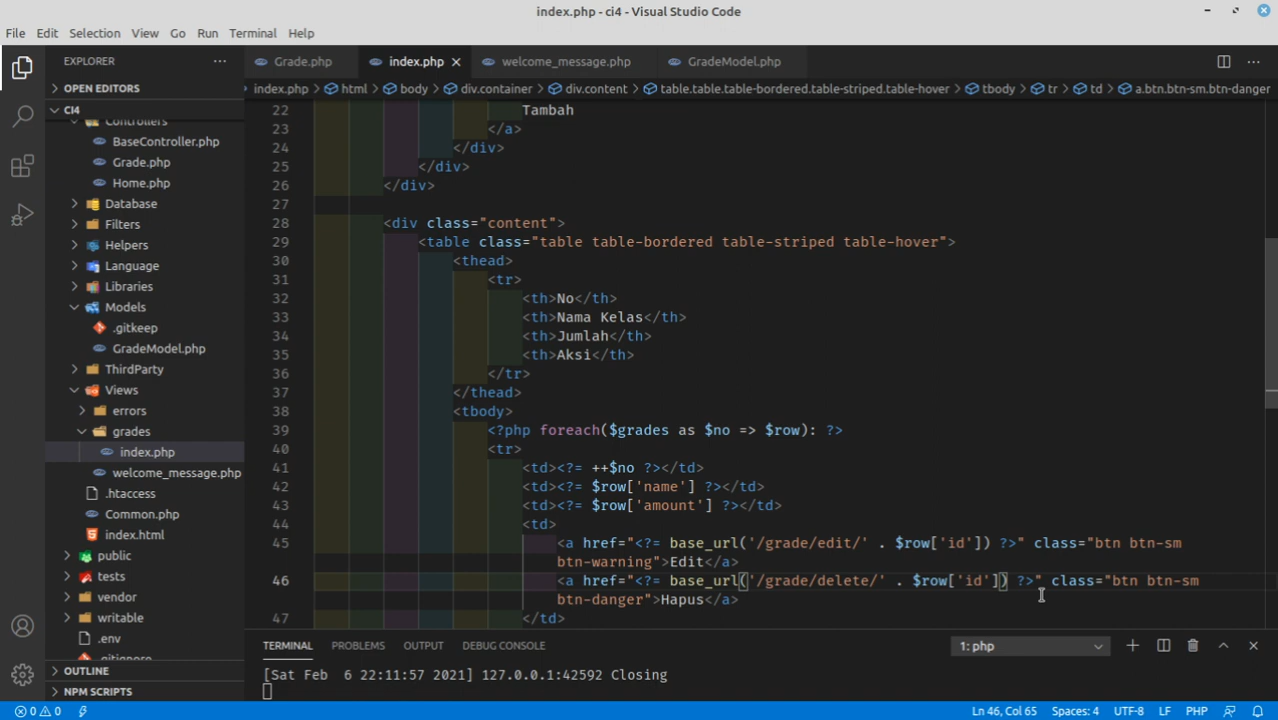 index.php - ci4 - Visual Studio Code
File Edit Selection View Go Run Terminal Help
EXPLORER ···
OPEN EDITORS
CI4
Controllers
BaseController.php
Grade.php
Home.php
Database
Filters
Helpers
Language
Libraries
Models
.gitkeep
GradeModel.php
ThirdParty
Views
errors
grades
index.php
welcome_message.php
.htaccess
Common.php
index.html
public
tests
vendor
writable
.env
.gitignore
OUTLINE
NPM SCRIPTS
Grade.php index.php welcome_message.php GradeModel.php
index.php > html > body > div.container > div.content > table.table.table-bordered.table-striped.table-hover > tbody > tr > td > a.btn.btn-sm.btn-danger
22 Tambah
23 </a>
24 </div>
25 </div>
26 </div>
27
28 <div class="content">
29 <table class="table table-bordered table-striped table-hover">
30 <thead>
31 <tr>
32 <th>No</th>
33 <th>Nama Kelas</th>
34 <th>Jumlah</th>
35 <th>Aksi</th>
36 </tr>
37 </thead>
38 <tbody>
39 <?php foreach($grades as $no => $row): ?>
40 <tr>
41 <td><?= ++$no ?></td>
42 <td><?= $row['name'] ?></td>
43 <td><?= $row['amount'] ?></td>
44 <td>
45 <a href="<?= base_url('/grade/edit/' . $row['id']) ?>" class="btn btn-sm
btn-warning">Edit</a>
46 <a href="<?= base_url('/grade/delete/' . $row['id']) ?>" class="btn btn-sm
btn-danger">Hapus</a>
47 </td>
TERMINAL PROBLEMS OUTPUT DEBUG CONSOLE 1: php
[Sat Feb  6 22:11:57 2021] 127.0.0.1:42592 Closing
0 0 Ln 46, Col 65 Spaces: 4 UTF-8 LF PHP